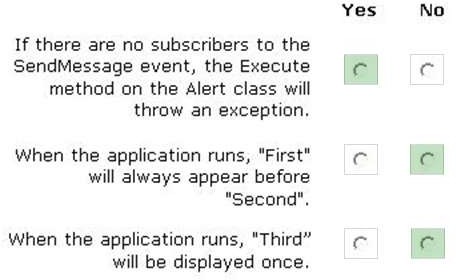 Yes No
If there are no subscribers to the
SendMessage event, the Execute
method on the Alert class will
throw an exception.
When the application runs, "First"
will always appear before
"Second".
When the application runs, "Third”
will be displayed once.